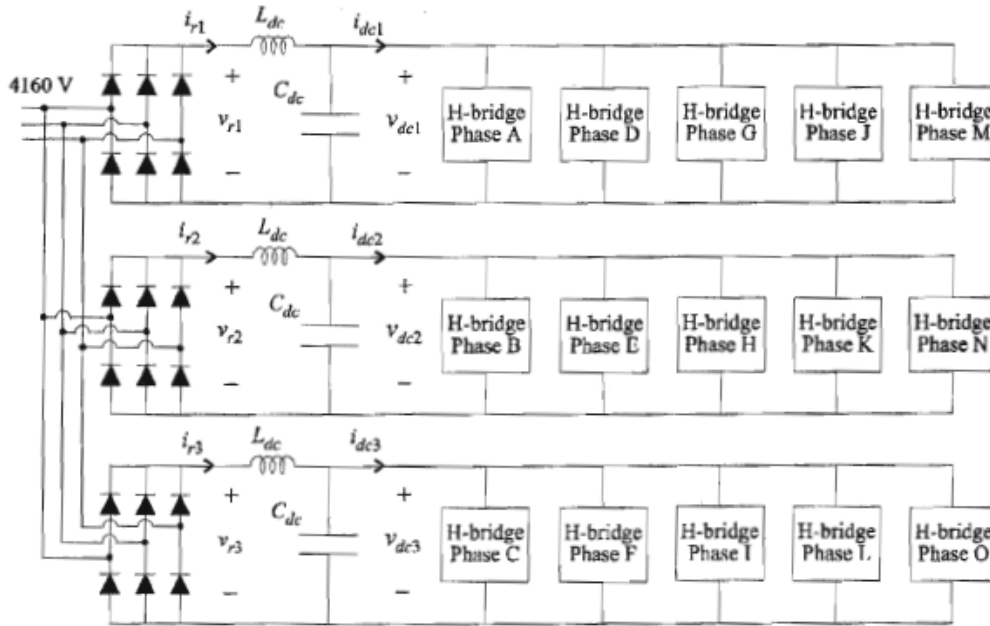 i_r1 L_dc i_dc1
4160 V
+ C_dc +
v_r1 v_dc1
− −
H-bridge Phase A
H-bridge Phase D
H-bridge Phase G
H-bridge Phase J
H-bridge Phase M
i_r2 L_dc i_dc2
+ C_dc +
v_r2 v_dc2
− −
H-bridge Phase B
H-bridge Phase E
H-bridge Phase H
H-bridge Phase K
H-bridge Phase N
i_r3 L_dc i_dc3
+ C_dc +
v_r3 v_dc3
− −
H-bridge Phase C
H-bridge Phase F
H-bridge Phase I
H-bridge Phase L
H-bridge Phase O